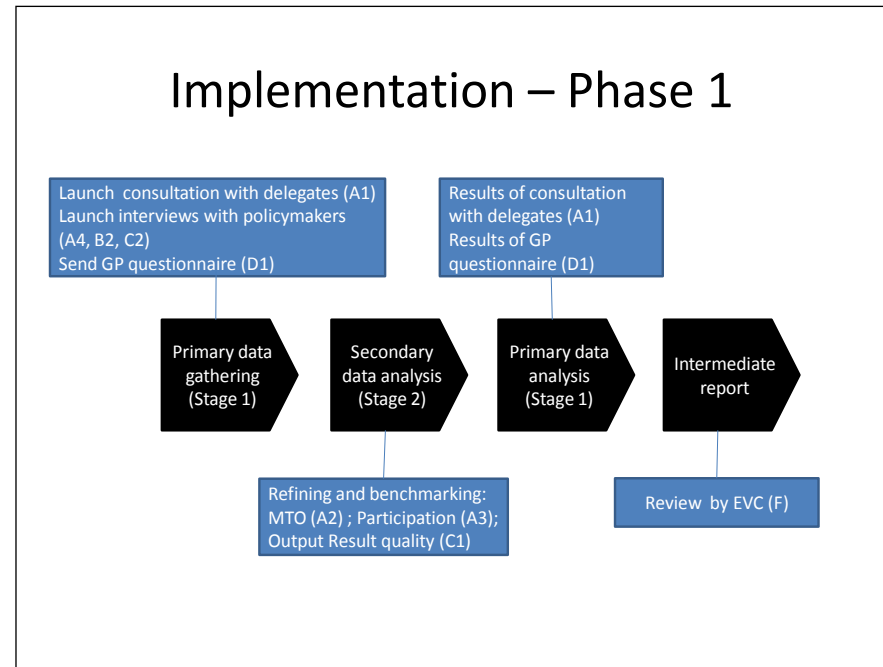 Implementation – Phase 1
Launch  consultation with delegates (A1)
Launch interviews with policymakers
(A4, B2, C2)
Send GP questionnaire (D1)
Results of consultation
with delegates (A1)
Results of GP
questionnaire (D1)
Primary data
gathering
(Stage 1)
Secondary
data analysis
(Stage 2)
Primary data
analysis
(Stage 1)
Intermediate
report
Refining and benchmarking:
MTO (A2) ; Participation (A3);
Output Result quality (C1)
Review  by EVC (F)